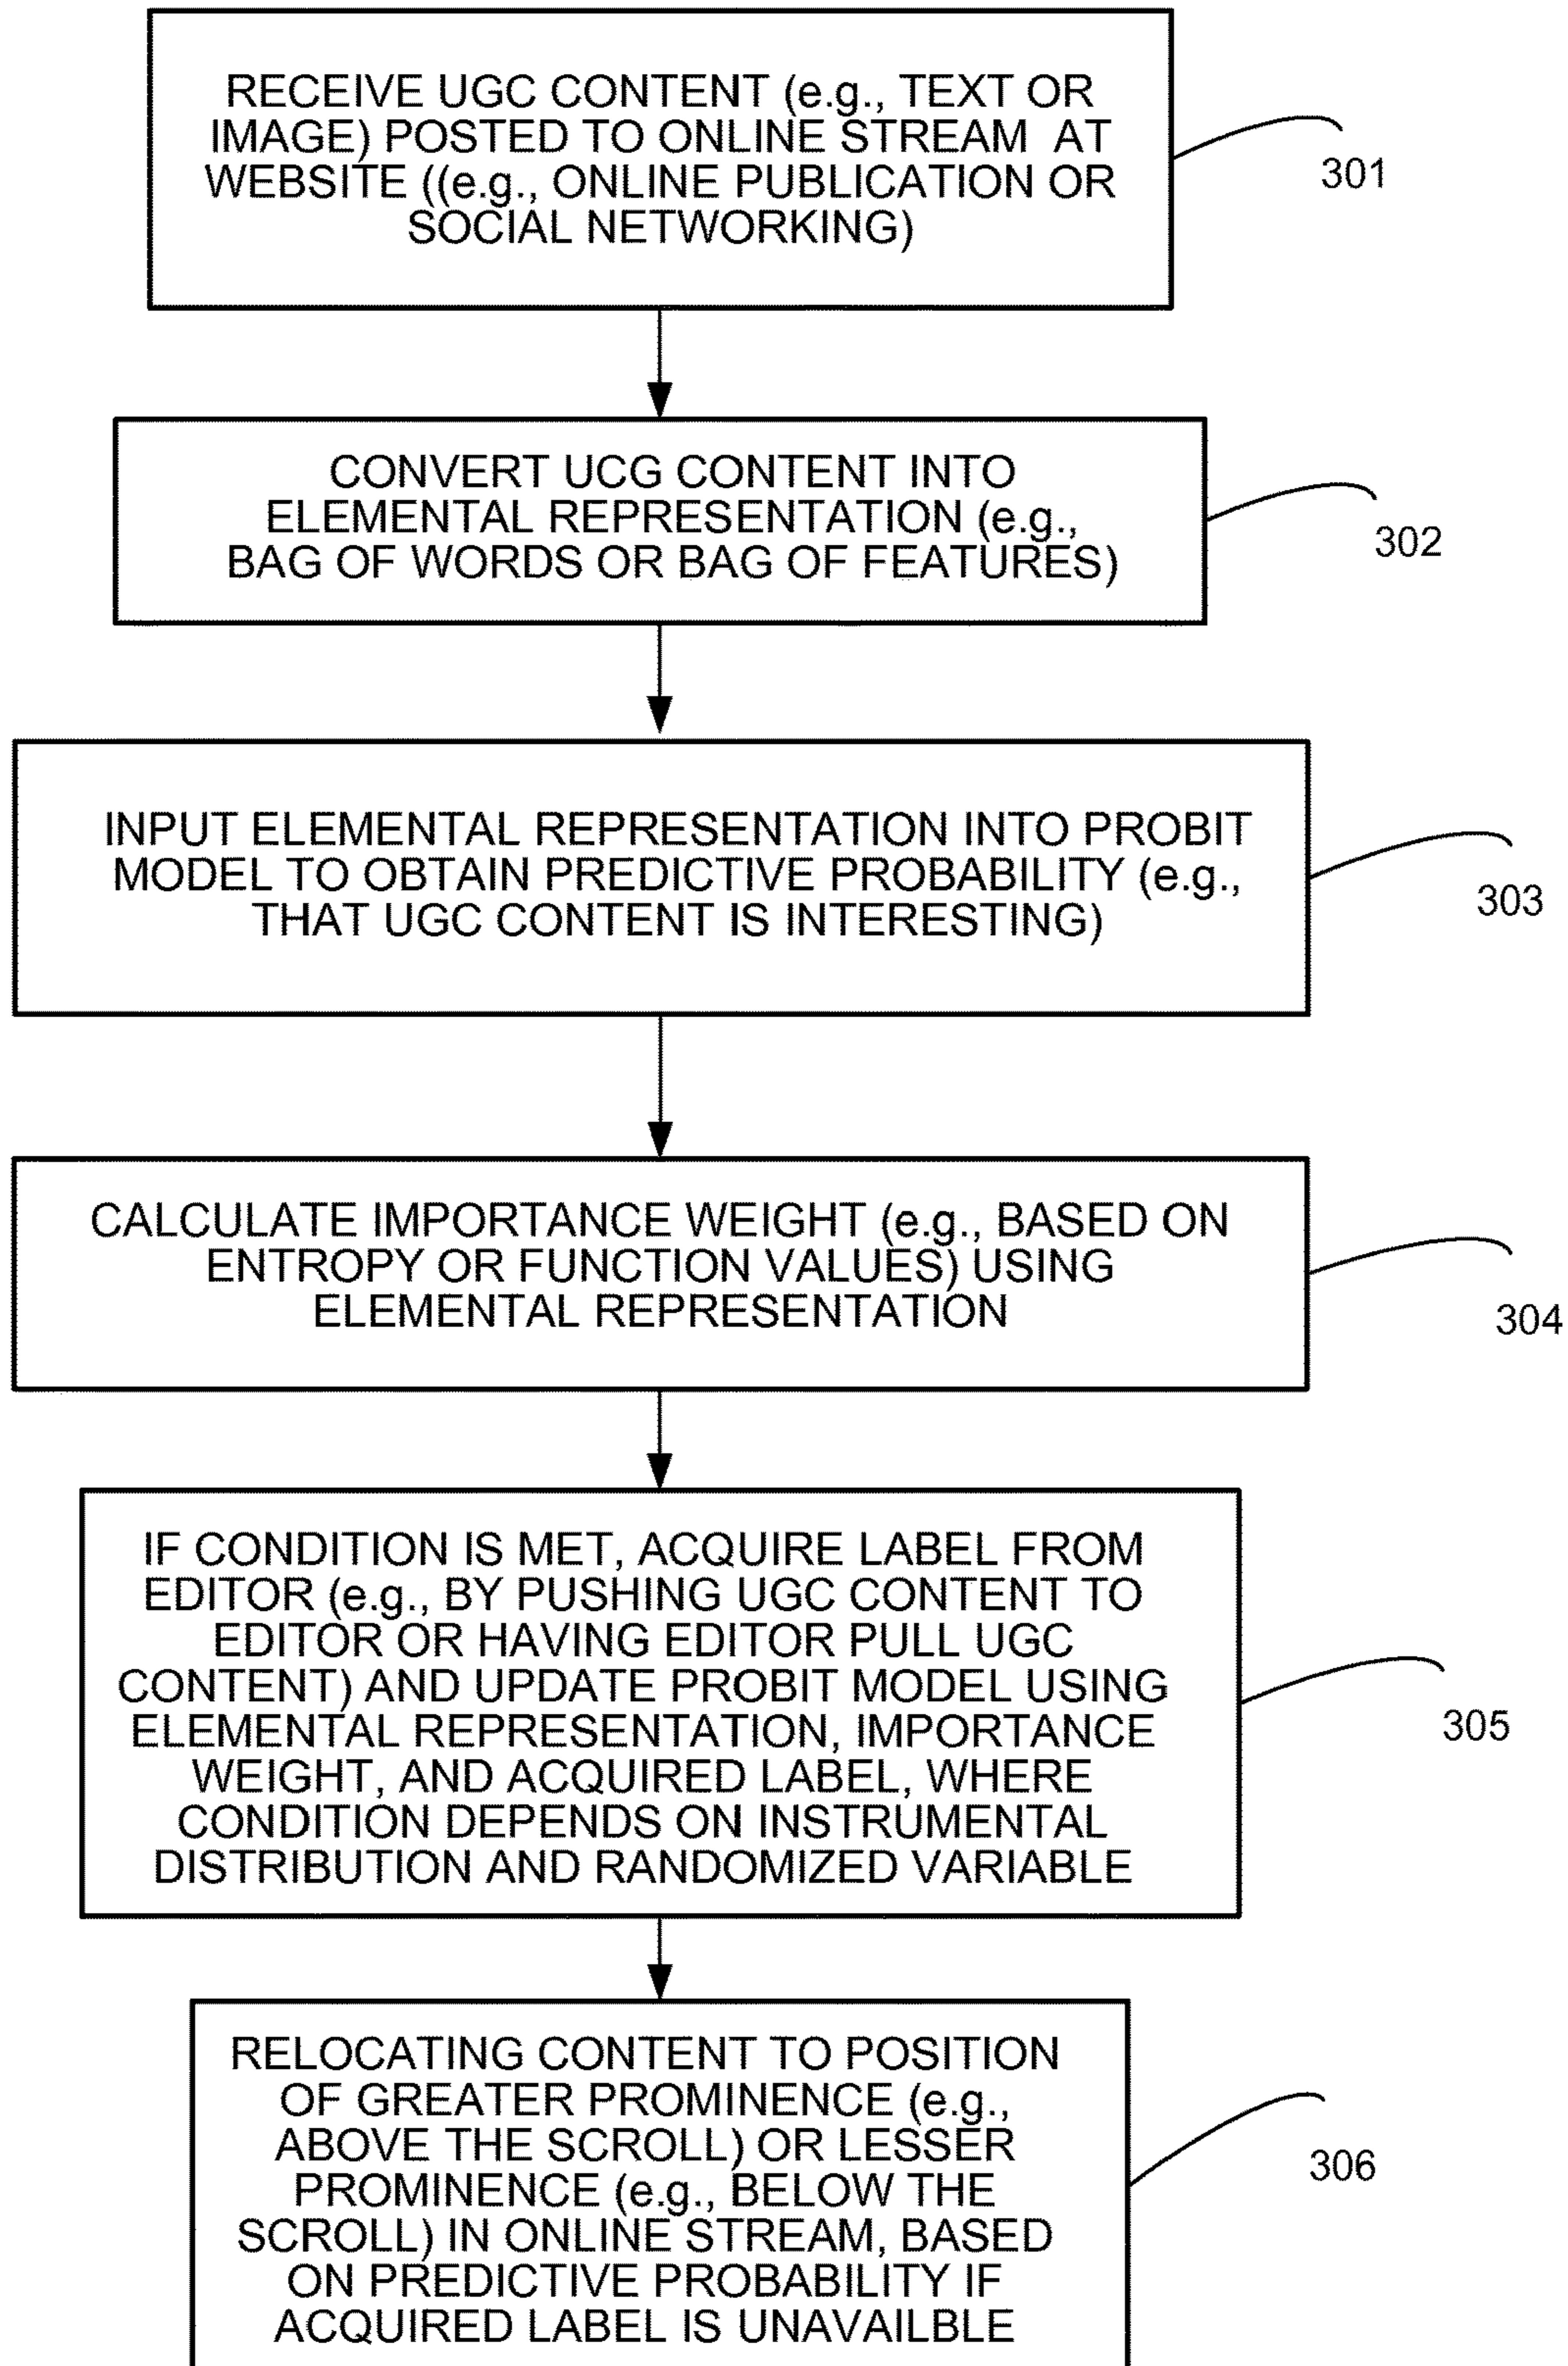 RECEIVE UGC CONTENT (e.g., TEXT OR
IMAGE) POSTED TO ONLINE STREAM AT
WEBSITE ((e.g., ONLINE PUBLICATION OR
SOCIAL NETWORKING)
301
CONVERT UCG CONTENT INTO
ELEMENTAL REPRESENTATION (e.g.,
BAG OF WORDS OR BAG OF FEATURES)
302
INPUT ELEMENTAL REPRESENTATION INTO PROBIT
MODEL TO OBTAIN PREDICTIVE PROBABILITY (e.g.,
THAT UGC CONTENT IS INTERESTING)
303
CALCULATE IMPORTANCE WEIGHT (e.g., BASED ON
ENTROPY OR FUNCTION VALUES) USING
ELEMENTAL REPRESENTATION
304
IF CONDITION IS MET, ACQUIRE LABEL FROM
EDITOR (e.g., BY PUSHING UGC CONTENT TO
EDITOR OR HAVING EDITOR PULL UGC
CONTENT) AND UPDATE PROBIT MODEL USING
ELEMENTAL REPRESENTATION, IMPORTANCE
WEIGHT, AND ACQUIRED LABEL, WHERE
CONDITION DEPENDS ON INSTRUMENTAL
DISTRIBUTION AND RANDOMIZED VARIABLE
305
RELOCATING CONTENT TO POSITION
OF GREATER PROMINENCE (e.g.,
ABOVE THE SCROLL) OR LESSER
PROMINENCE (e.g., BELOW THE
SCROLL) IN ONLINE STREAM, BASED
ON PREDICTIVE PROBABILITY IF
ACQUIRED LABEL IS UNAVAILBLE
306